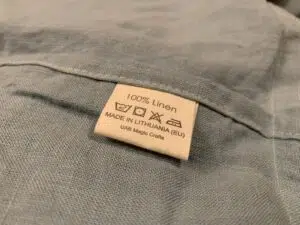 100% Linen
MADE IN LITHUANIA (EU)
UAB Magic Crafts